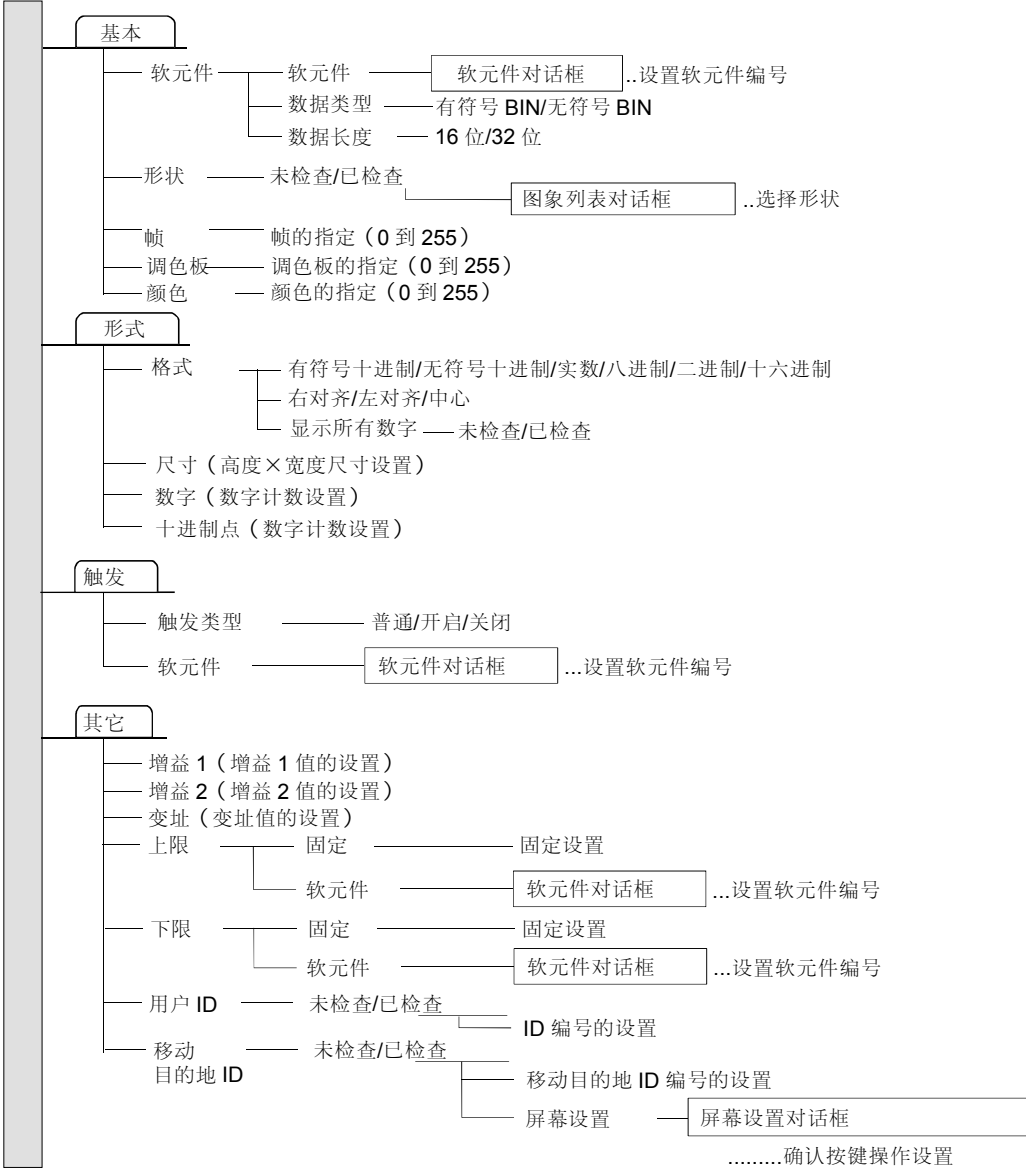 基本
软元件 软元件 软元件对话框 ..设置软元件编号
数据类型 有符号 BIN/无符号 BIN
数据长度 16 位/32 位
形状 未检查/已检查
图象列表对话框 ..选择形状
帧 帧的指定（0 到 255）
调色板 调色板的指定（0 到 255）
颜色 颜色的指定（0 到 255）
形式
格式 有符号十进制/无符号十进制/实数/八进制/二进制/十六进制
右对齐/左对齐/中心
显示所有数字 未检查/已检查
尺寸（高度×宽度尺寸设置）
数字（数字计数设置）
十进制点（数字计数设置）
触发
触发类型 普通/开启/关闭
软元件 软元件对话框 ...设置软元件编号
其它
增益 1（增益 1 值的设置）
增益 2（增益 2 值的设置）
变址（变址值的设置）
上限 固定 固定设置
软元件 软元件对话框 ...设置软元件编号
下限 固定 固定设置
软元件 软元件对话框 ...设置软元件编号
用户 ID 未检查/已检查
ID 编号的设置
移动 未检查/已检查
目的地 ID
移动目的地 ID 编号的设置
屏幕设置 屏幕设置对话框
.........确认按键操作设置